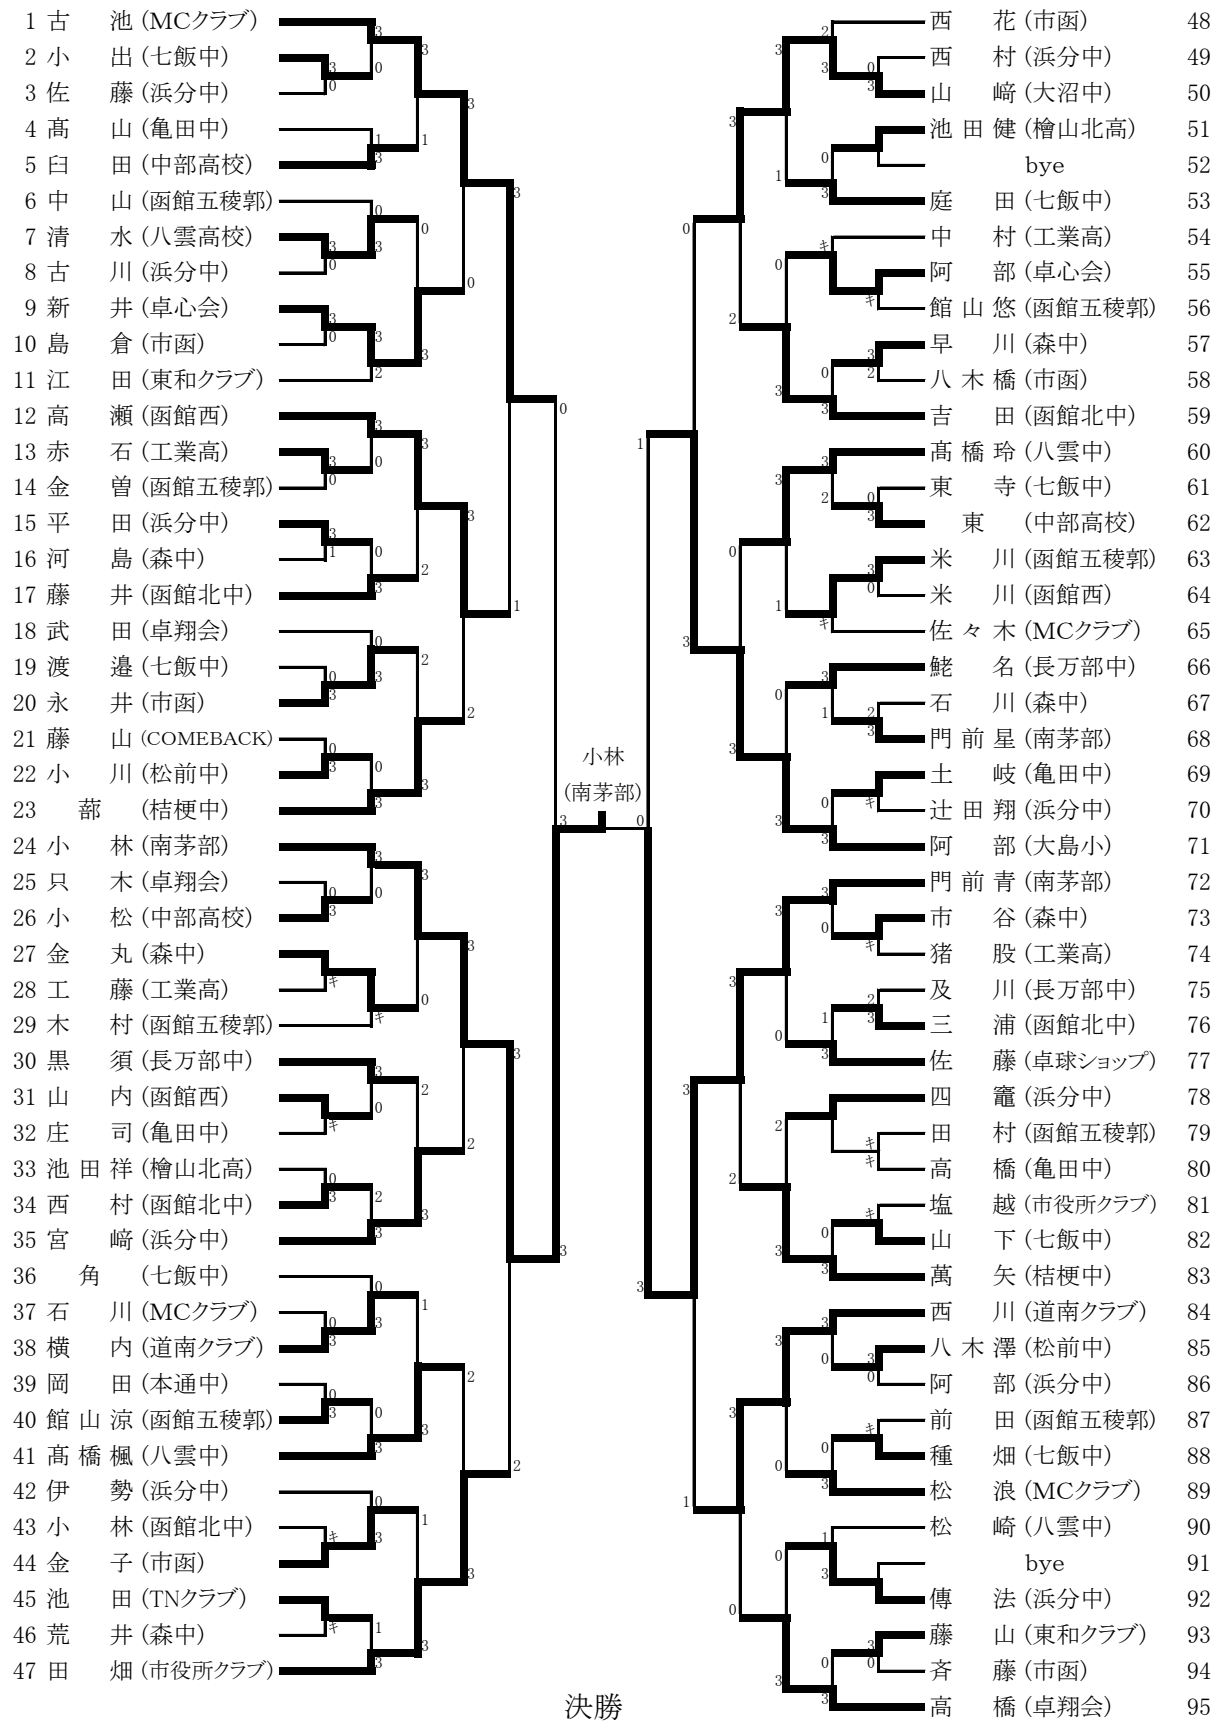 1 古 池 (MCクラブ)
2 小 出 (七飯中)
3 佐 藤 (浜分中)
4 髙 山 (亀田中)
5 臼 田 (中部高校)
6 中 山 (函館五稜郭)
7 清 水 (八雲高校)
8 古 川 (浜分中)
9 新 井 (卓心会)
10 島 倉 (市函)
11 江 田 (東和クラブ)
12 高 瀬 (函館西)
13 赤 石 (工業高)
14 金 曽 (函館五稜郭)
15 平 田 (浜分中)
16 河 島 (森中)
17 藤 井 (函館北中)
18 武 田 (卓翔会)
19 渡 邉 (七飯中)
20 永 井 (市函)
21 藤 山 (COMEBACK)
22 小 川 (松前中)
23 蔀 (桔梗中)
24 小 林 (南茅部)
25 只 木 (卓翔会)
26 小 松 (中部高校)
27 金 丸 (森中)
28 工 藤 (工業高)
29 木 村 (函館五稜郭)
30 黒 須 (長万部中)
31 山 内 (函館西)
32 庄 司 (亀田中)
33 池 田 祥 (檜山北高)
34 西 村 (函館北中)
35 宮 﨑 (浜分中)
36 角 (七飯中)
37 石 川 (MCクラブ)
38 横 内 (道南クラブ)
39 岡 田 (本通中)
40 館 山 涼 (函館五稜郭)
41 髙 橋 楓 (八雲中)
42 伊 勢 (浜分中)
43 小 林 (函館北中)
44 金 子 (市函)
45 池 田 (TNクラブ)
46 荒 井 (森中)
47 田 畑 (市役所クラブ)
小林
(南茅部)
3 0
決勝
西 花 (市函) 48
西 村 (浜分中) 49
山 﨑 (大沼中) 50
池 田 健 (檜山北高) 51
bye 52
庭 田 (七飯中) 53
中 村 (工業高) 54
阿 部 (卓心会) 55
館 山 悠 (函館五稜郭) 56
早 川 (森中) 57
八 木 橋 (市函) 58
吉 田 (函館北中) 59
髙 橋 玲 (八雲中) 60
東 寺 (七飯中) 61
東 (中部高校) 62
米 川 (函館五稜郭) 63
米 川 (函館西) 64
佐 々 木 (MCクラブ) 65
鮱 名 (長万部中) 66
石 川 (森中) 67
門 前 星 (南茅部) 68
土 岐 (亀田中) 69
辻 田 翔 (浜分中) 70
阿 部 (大島小) 71
門 前 青 (南茅部) 72
市 谷 (森中) 73
猪 股 (工業高) 74
及 川 (長万部中) 75
三 浦 (函館北中) 76
佐 藤 (卓球ショップ) 77
四 竈 (浜分中) 78
田 村 (函館五稜郭) 79
高 橋 (亀田中) 80
塩 越 (市役所クラブ) 81
山 下 (七飯中) 82
萬 矢 (桔梗中) 83
西 川 (道南クラブ) 84
八 木 澤 (松前中) 85
阿 部 (浜分中) 86
前 田 (函館五稜郭) 87
種 畑 (七飯中) 88
松 浪 (MCクラブ) 89
松 崎 (八雲中) 90
bye 91
傳 法 (浜分中) 92
藤 山 (東和クラブ) 93
斉 藤 (市函) 94
高 橋 (卓翔会) 95